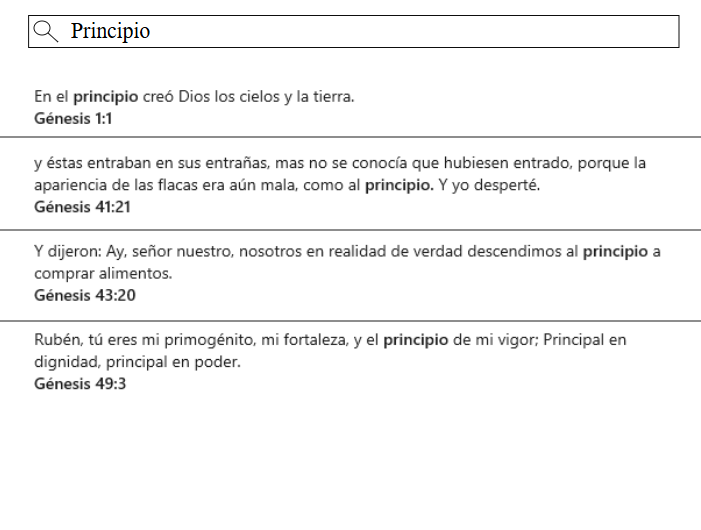 Principio
En el principio creó Dios los cielos y la tierra.
Génesis 1:1
y éstas entraban en sus entrañas, mas no se conocía que hubiesen entrado, porque la
apariencia de las flacas era aún mala, como al principio. Y yo desperté.
Génesis 41:21
Y dijeron: Ay, señor nuestro, nosotros en realidad de verdad descendimos al principio a
comprar alimentos.
Génesis 43:20
Rubén, tú eres mi primogénito, mi fortaleza, y el principio de mi vigor; Principal en
dignidad, principal en poder.
Génesis 49:3